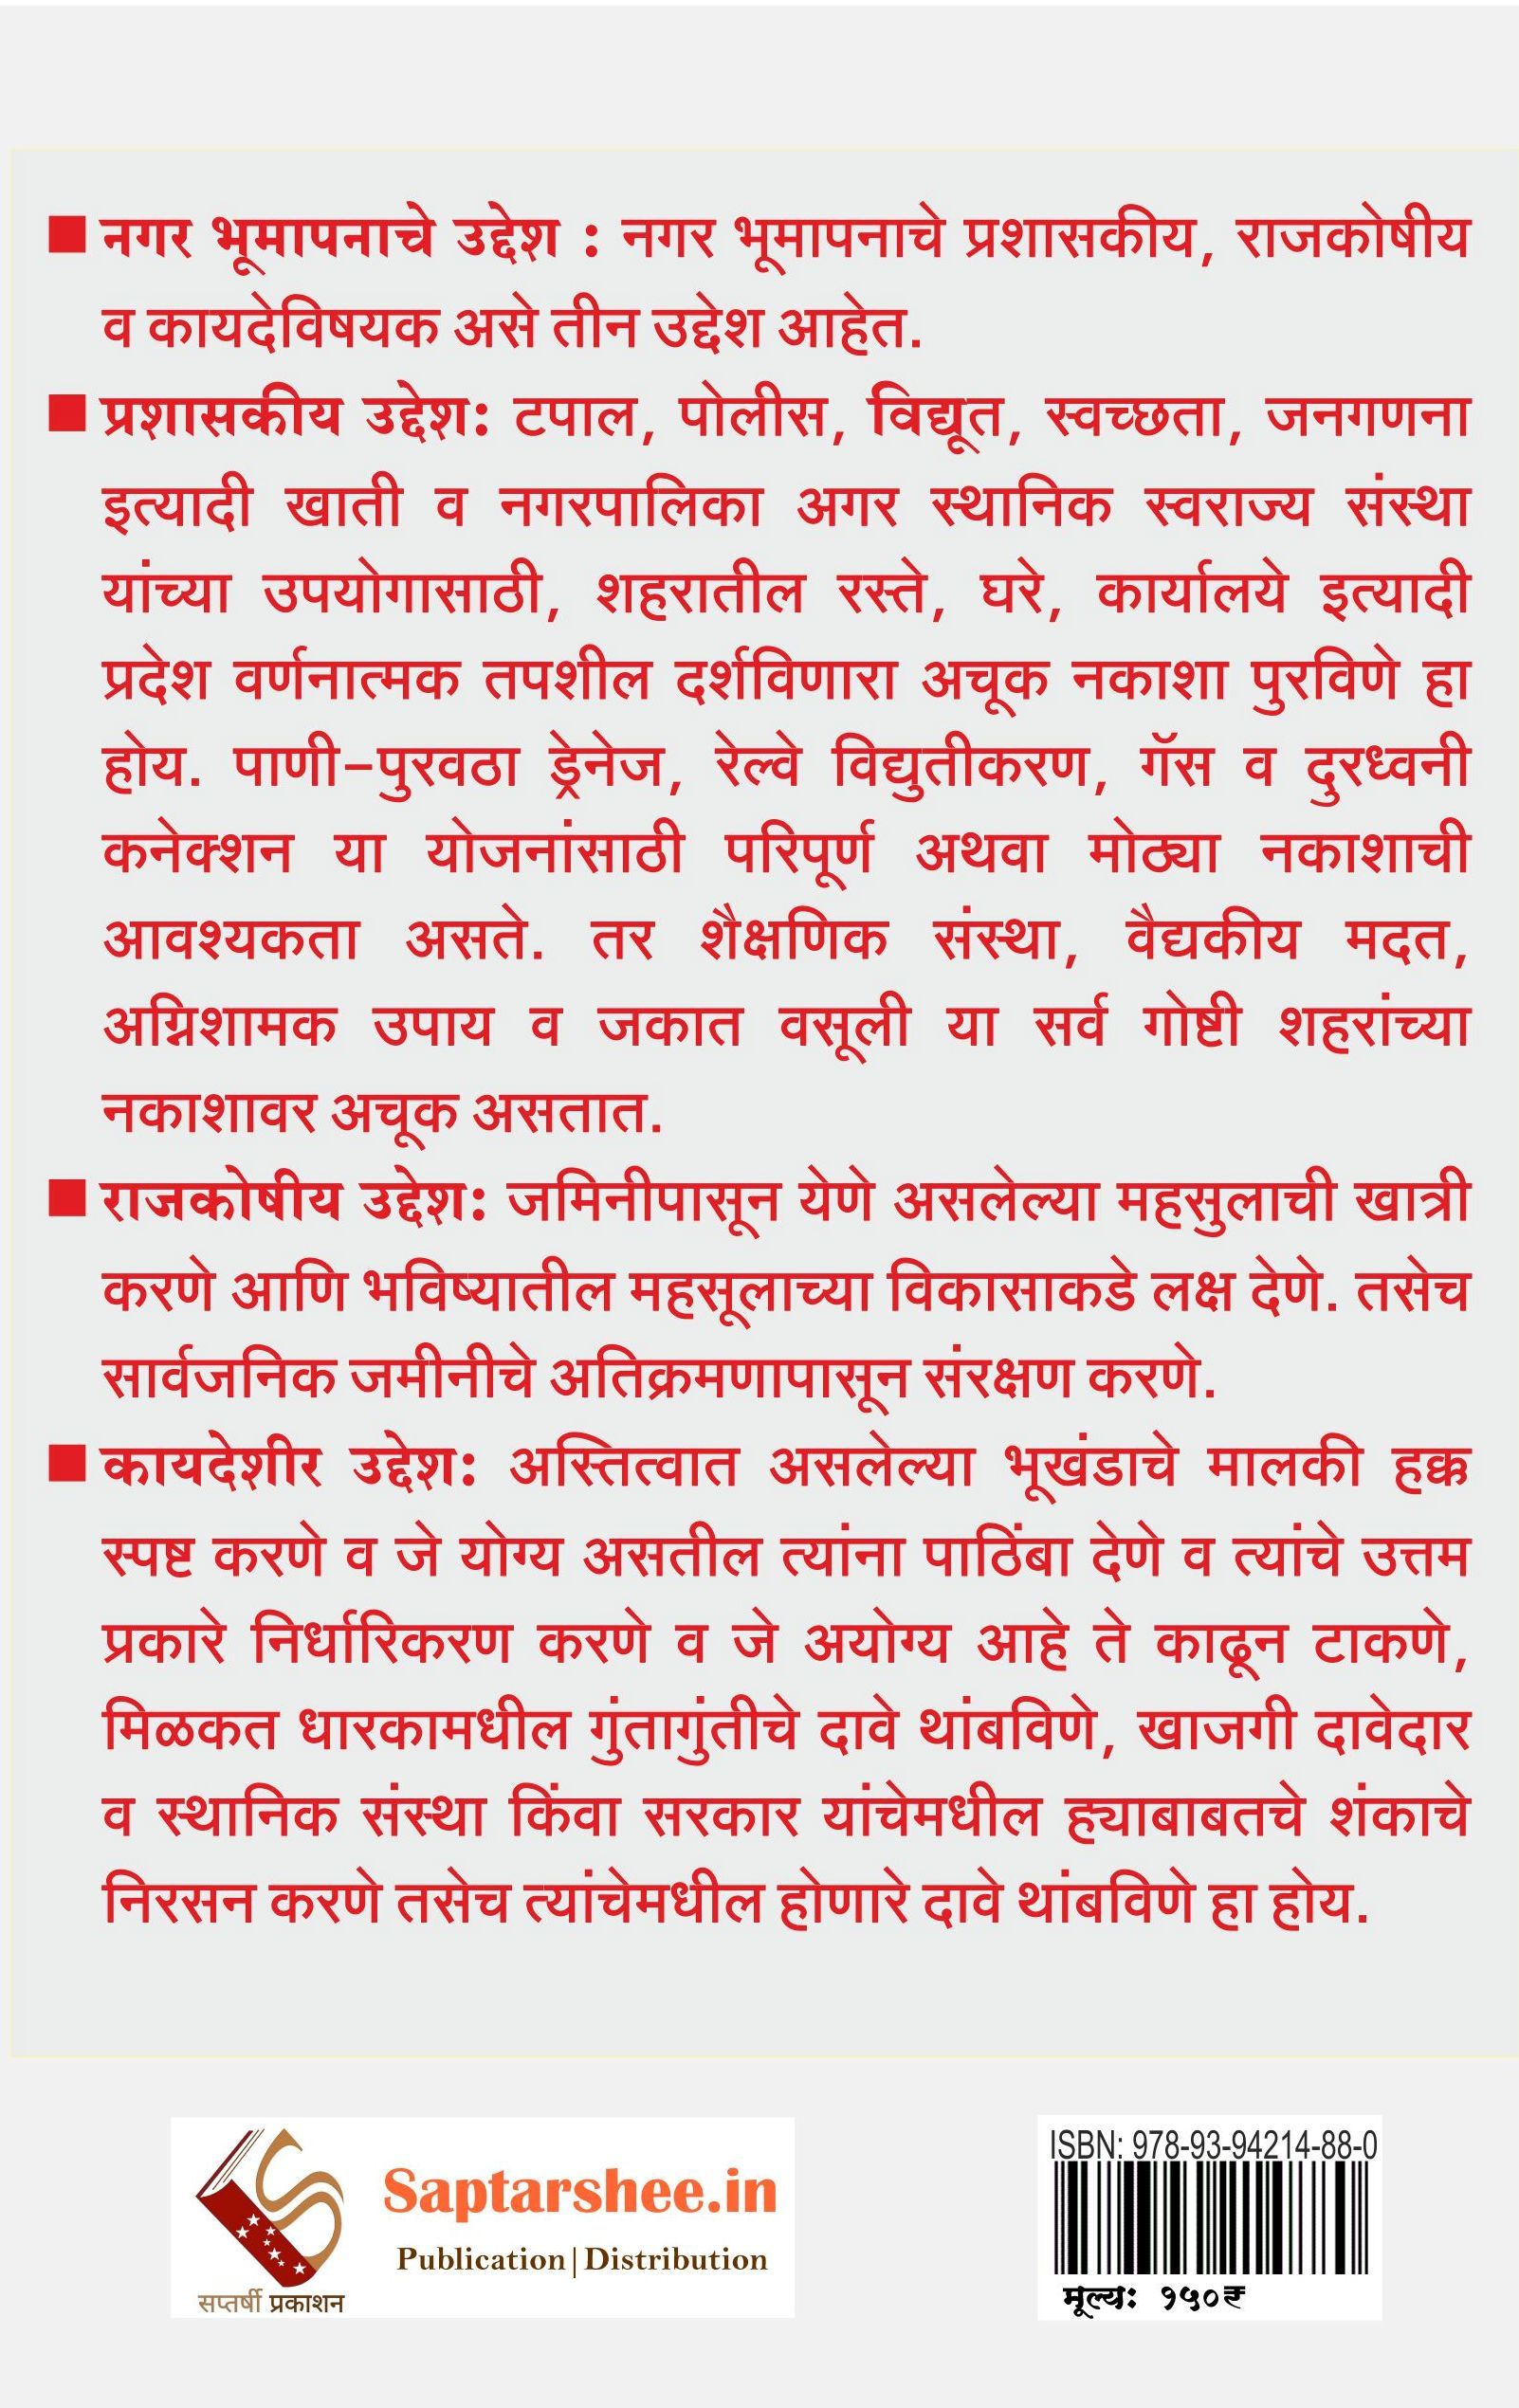 ■ नगर भूमापनाचे उद्देश : नगर भूमापनाचे प्रशासकीय, राजकोषीय
व कायदेविषयक असे तीन उद्देश आहेत.
■ प्रशासकीय उद्देश: टपाल, पोलीस, विद्यूत, स्वच्छता, जनगणना
इत्यादी खाती व नगरपालिका अगर स्थानिक स्वराज्य संस्था
यांच्या उपयोगासाठी, शहरातील रस्ते, घरे, कार्यालये इत्यादी
प्रदेश वर्णनात्मक तपशील दर्शविणारा अचूक नकाशा पुरविणे हा
होय. पाणी-पुरवठा ड्रेनेज, रेल्वे विद्युतीकरण, गॅस व दुरध्वनी
कनेक्शन या योजनांसाठी परिपूर्ण अथवा मोठ्या नकाशाची
आवश्यकता असते. तर शैक्षणिक संस्था, वैद्यकीय मदत,
अग्निशामक उपाय व जकात वसूली या सर्व गोष्टी शहरांच्या
नकाशावर अचूक असतात.
■ राजकोषीय उद्देश: जमिनीपासून येणे असलेल्या महसुलाची खात्री
करणे आणि भविष्यातील महसूलाच्या विकासाकडे लक्ष देणे. तसेच
सार्वजनिक जमीनीचे अतिक्रमणापासून संरक्षण करणे.
■ कायदेशीर उद्देश: अस्तित्वात असलेल्या भूखंडाचे मालकी हक्क
स्पष्ट करणे व जे योग्य असतील त्यांना पाठिंबा देणे व त्यांचे उत्तम
प्रकारे निर्धारिकरण करणे व जे अयोग्य आहे ते काढून टाकणे,
मिळकत धारकामधील गुंतागुंतीचे दावे थांबविणे, खाजगी दावेदार
व स्थानिक संस्था किंवा सरकार यांचेमधील ह्याबाबतचे शंकाचे
निरसन करणे तसेच त्यांचेमधील होणारे दावे थांबविणे हा होय.
Saptarshee.in
Publication|Distribution
सप्तर्षी प्रकाशन
ISBN: 978-93-94214-88-0
मूल्य: १५०₹